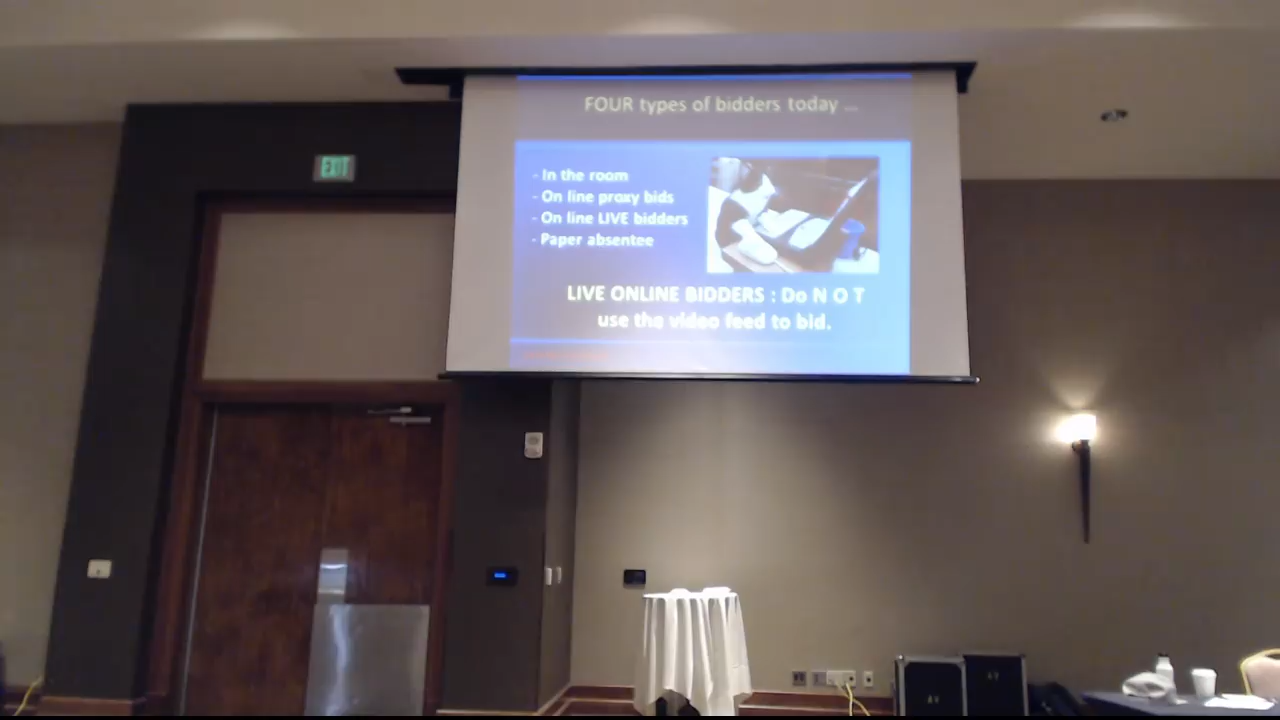 FOUR types of bidders today ...
EXIT
- In the room
- On line proxy bids
- On line LIVE bidders
- Paper absentee
LIVE ONLINE BIDDERS : Do N O T
use the video feed to bid.